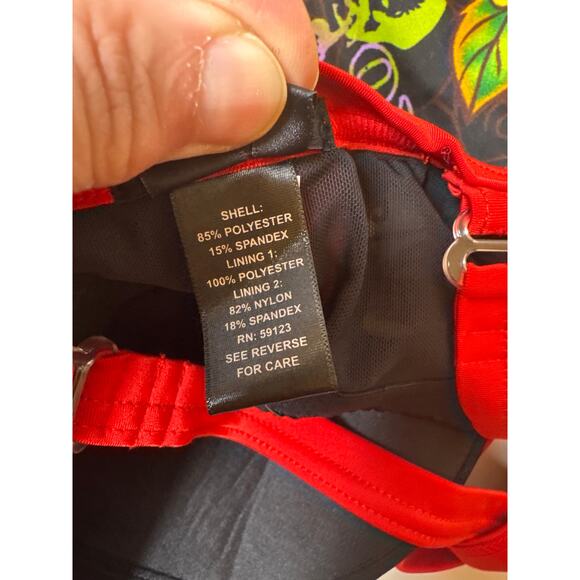 SHELL:
85% POLYESTER
15% SPANDEX
LINING 1:
100% POLYESTER
LINING 2:
82% NYLON
18% SPANDEX
RN: 59123
SEE REVERSE
FOR CARE